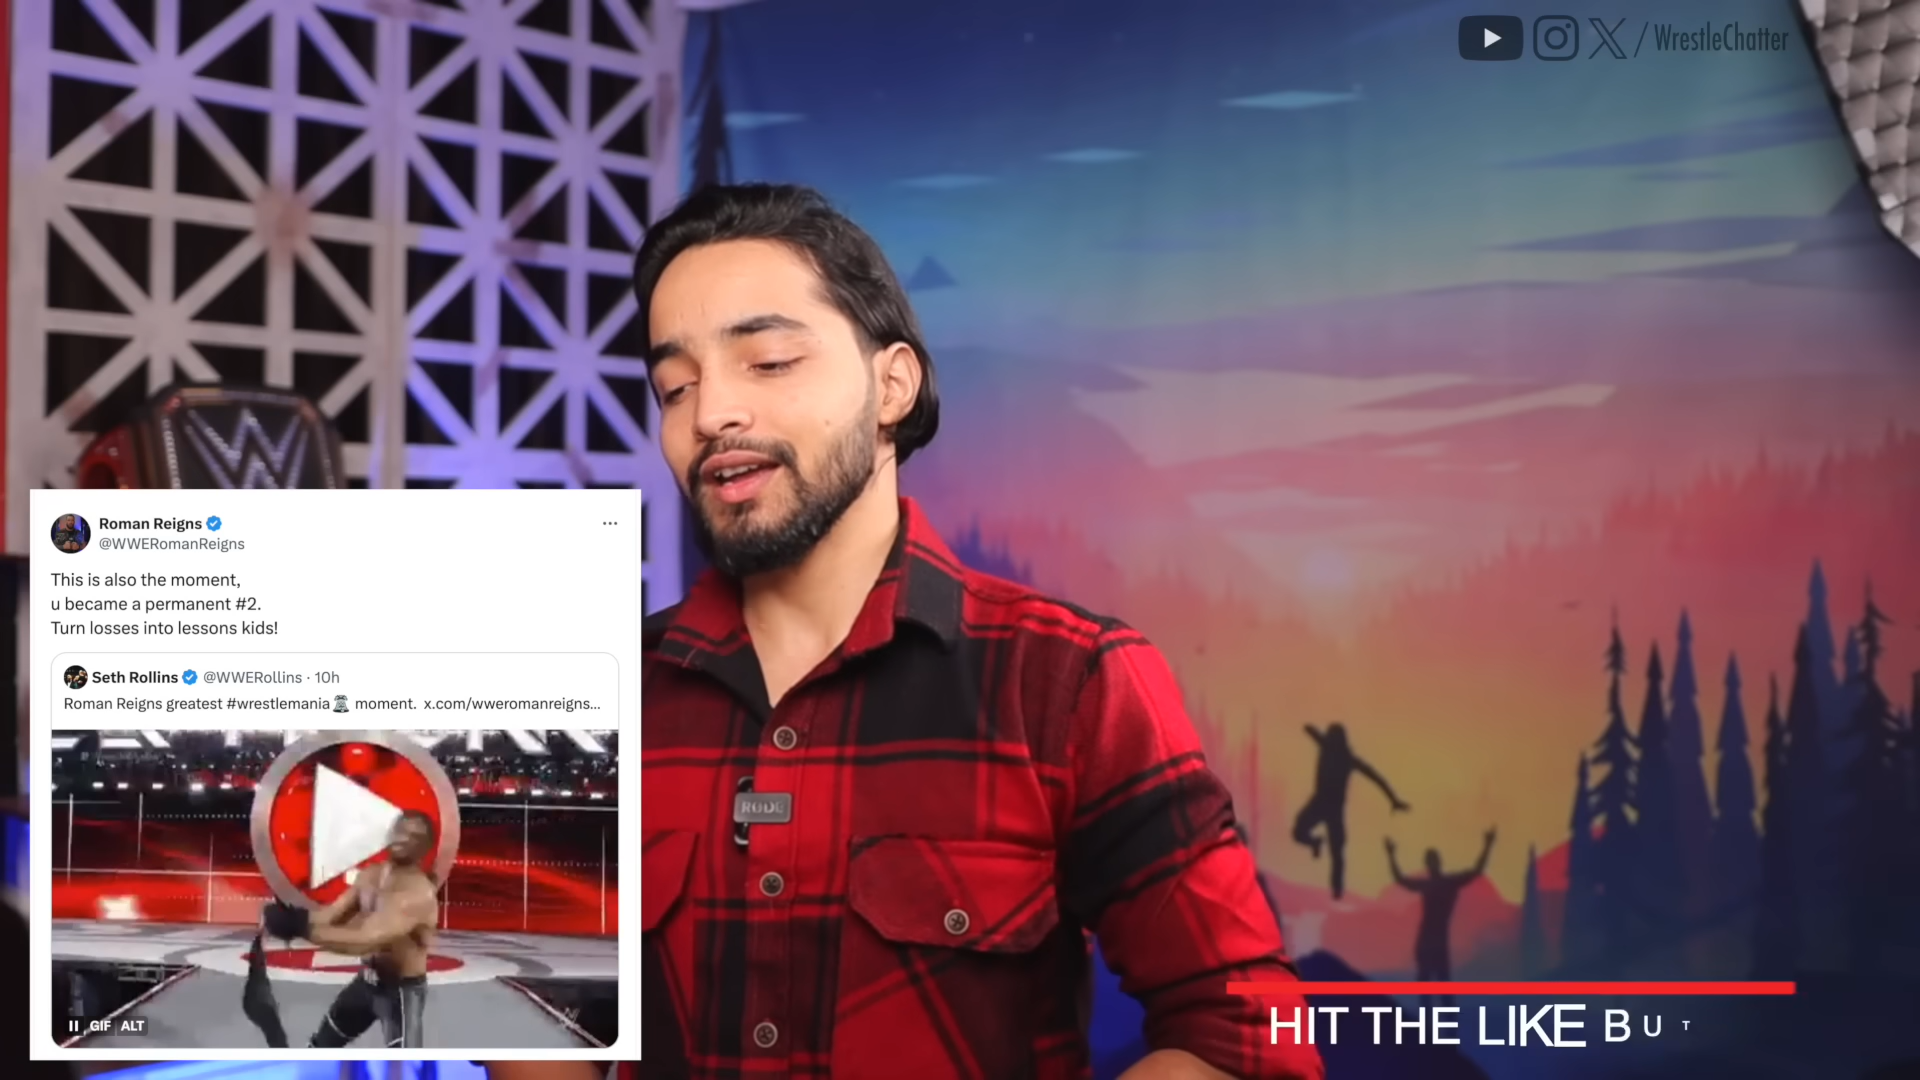 / WrestleChatter
Roman Reigns
@WWERomanReigns
This is also the moment,
u became a permanent #2.
Turn losses into lessons kids!
Seth Rollins @WWERollins · 10h
Roman Reigns greatest #wrestlemania moment. x.com/wweromanreigns...
GIF ALT
RODE
HIT THE LIKE BUT